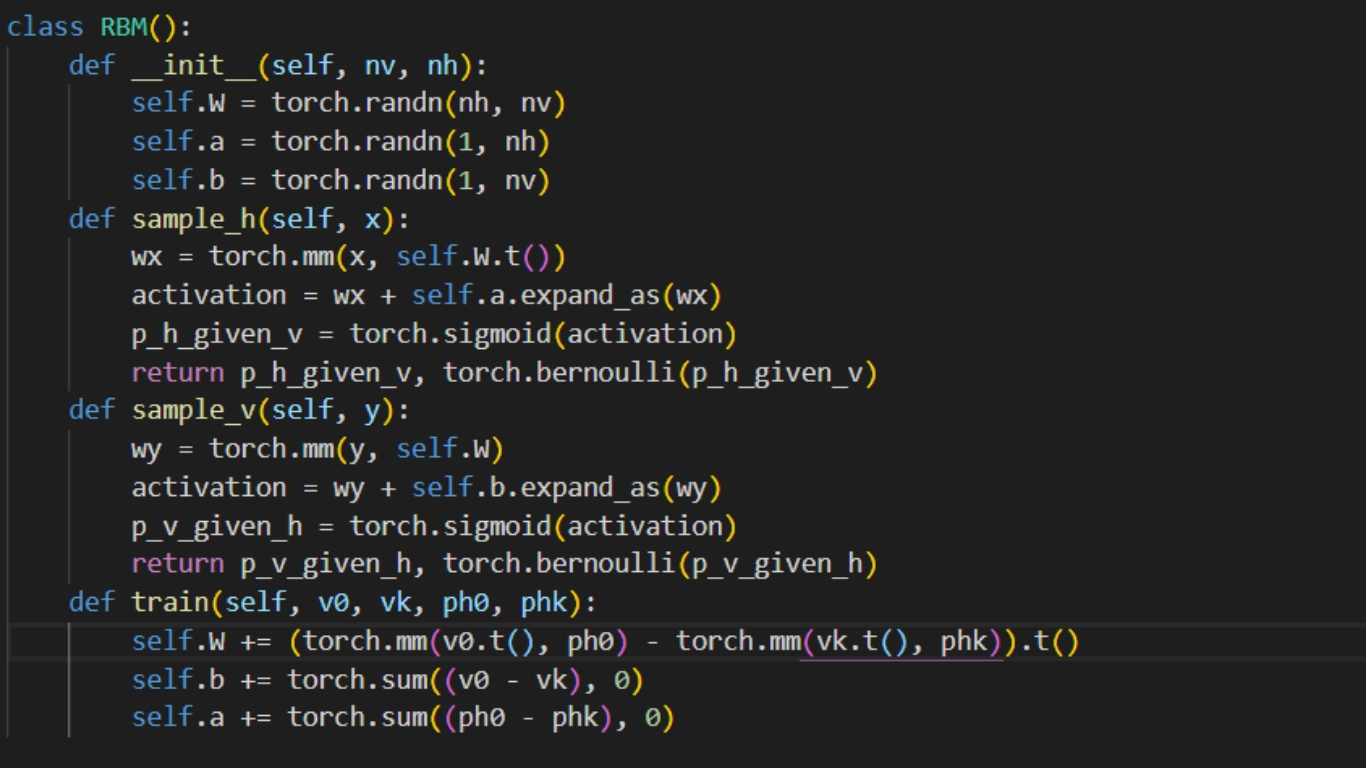 class RBM():
    def __init__(self, nv, nh):
        self.W = torch.randn(nh, nv)
        self.a = torch.randn(1, nh)
        self.b = torch.randn(1, nv)
    def sample_h(self, x):
        wx = torch.mm(x, self.W.t())
        activation = wx + self.a.expand_as(wx)
        p_h_given_v = torch.sigmoid(activation)
        return p_h_given_v, torch.bernoulli(p_h_given_v)
    def sample_v(self, y):
        wy = torch.mm(y, self.W)
        activation = wy + self.b.expand_as(wy)
        p_v_given_h = torch.sigmoid(activation)
        return p_v_given_h, torch.bernoulli(p_v_given_h)
    def train(self, v0, vk, ph0, phk):
        self.W += (torch.mm(v0.t(), ph0) - torch.mm(vk.t(), phk)).t()
        self.b += torch.sum((v0 - vk), 0)
        self.a += torch.sum((ph0 - phk), 0)